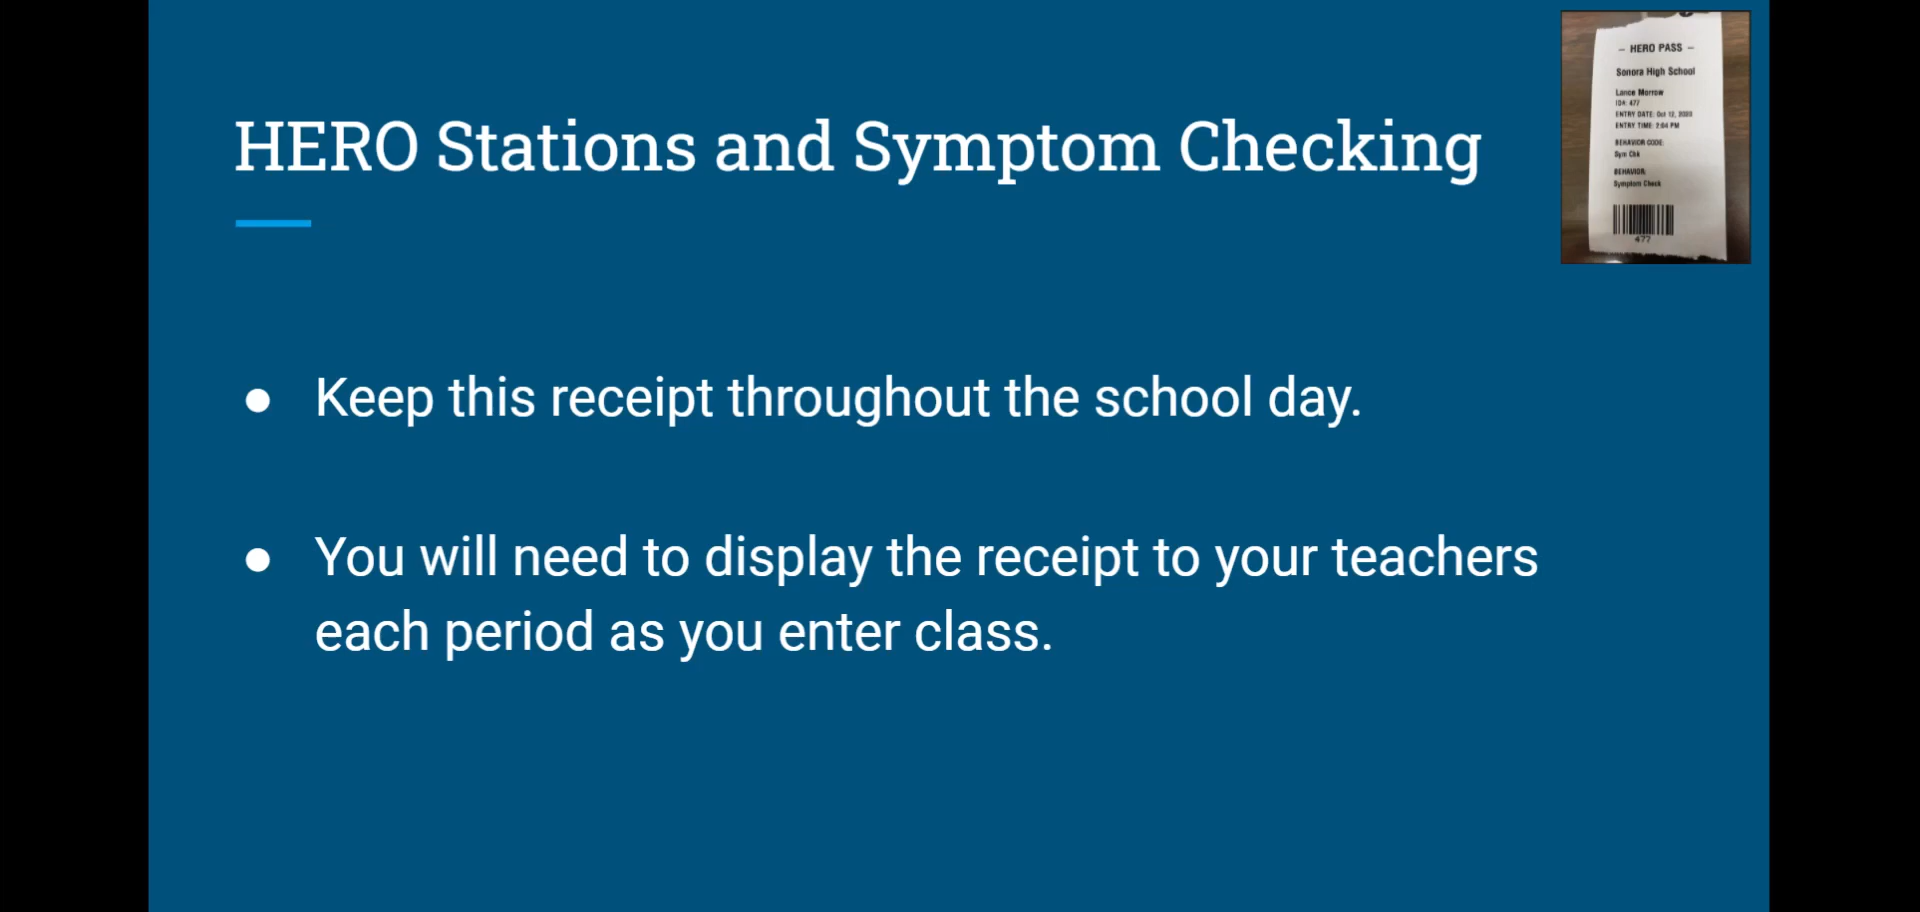 HERO Stations and Symptom Checking
● Keep this receipt throughout the school day.
● You will need to display the receipt to your teachers
each period as you enter class.
– HERO PASS –
Sonora High School
Lance Morrow
ID#: 477
ENTRY DATE: Oct 12, 2020
ENTRY TIME: 2:04 PM
BEHAVIOR CODE:
Sym Chk
BEHAVIOR:
Symptom Check
477